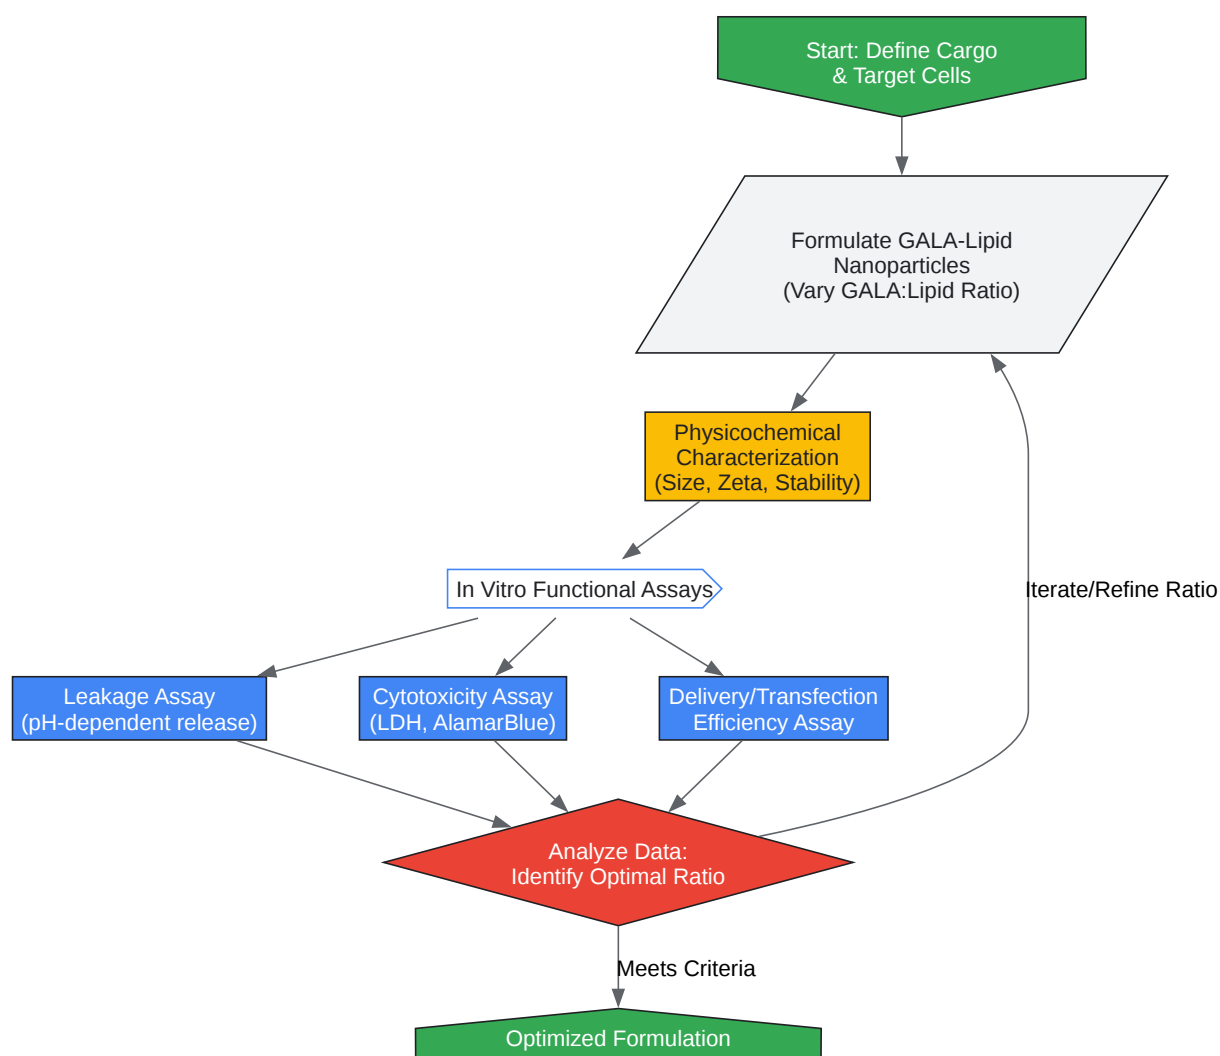 Start: Define Cargo
& Target Cells
Formulate GALA-Lipid
Nanoparticles
(Vary GALA:Lipid Ratio)
Physicochemical
Characterization
(Size, Zeta, Stability)
In Vitro Functional Assays
Iterate/Refine Ratio
Leakage Assay
(pH-dependent release)
Cytotoxicity Assay
(LDH, AlamarBlue)
Delivery/Transfection
Efficiency Assay
Analyze Data:
Identify Optimal Ratio
Meets Criteria
Optimized Formulation